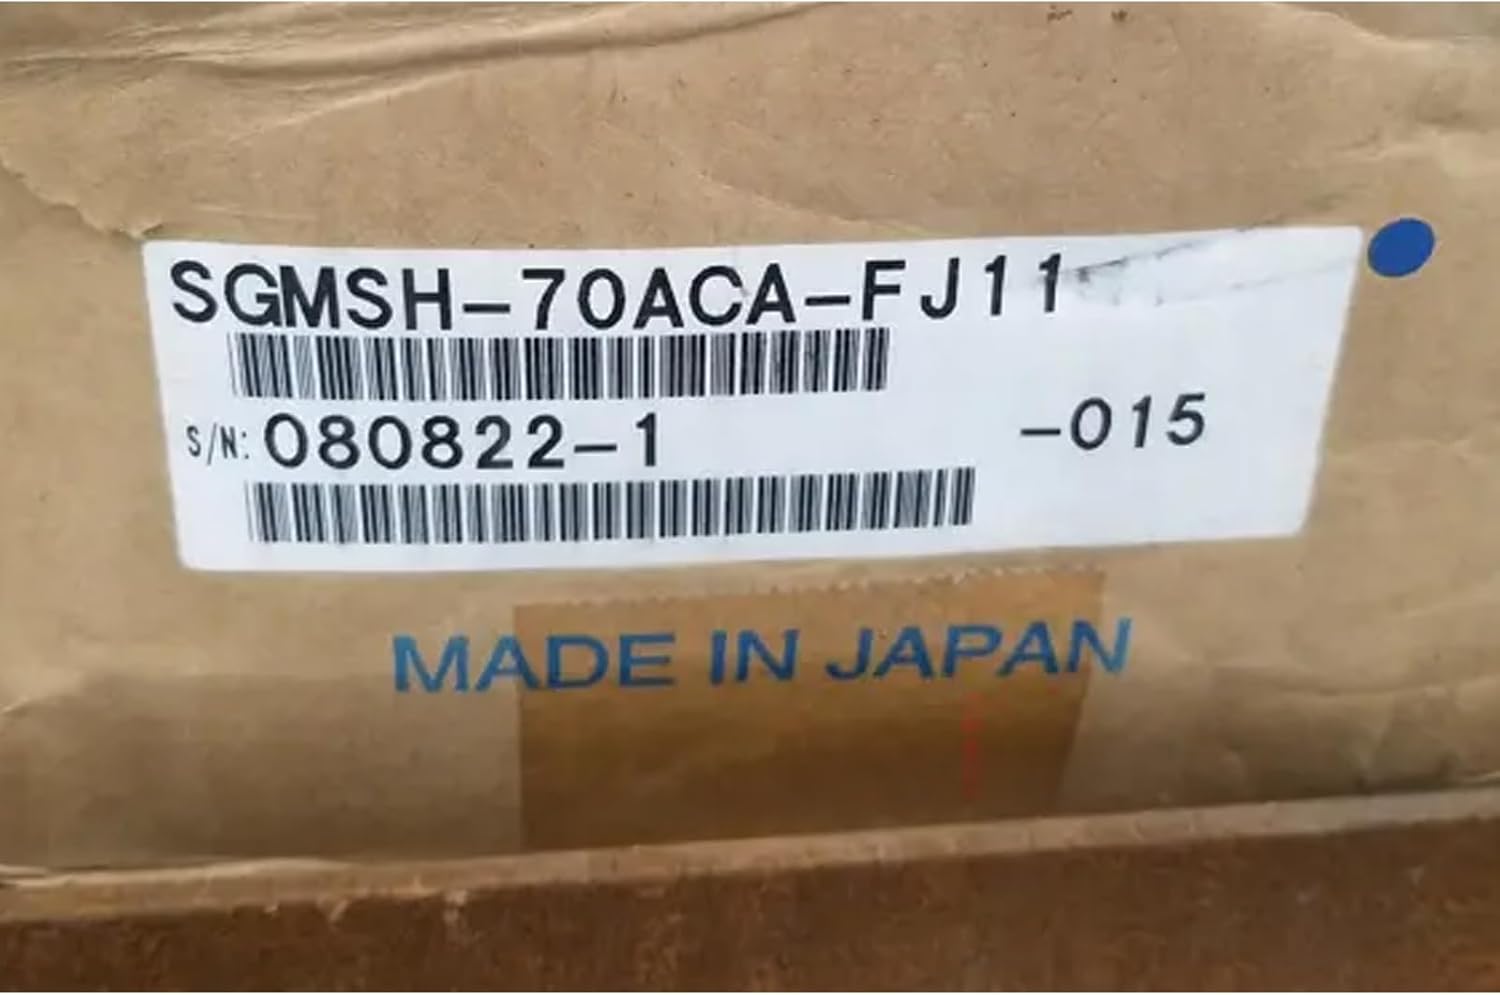 SGMSH-70ACA-FJ11
S/N: 080822-1 -015
MADE IN JAPAN